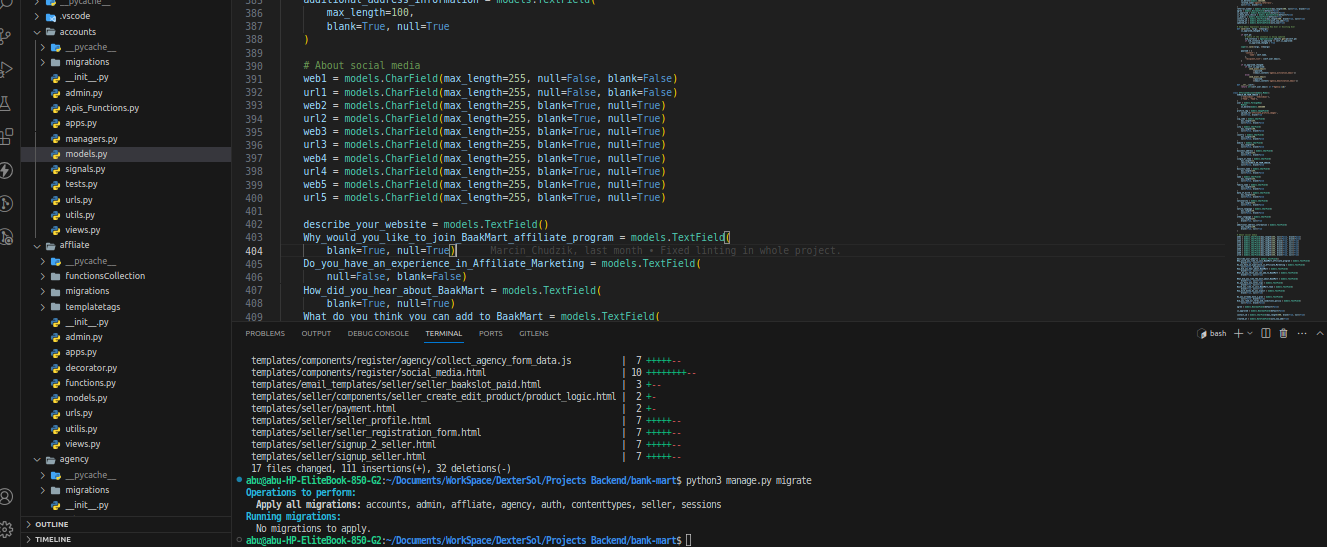 __pycache__
.vscode
accounts
__pycache__
migrations
__init__.py
admin.py
Apis_Functions.py
apps.py
managers.py
models.py
signals.py
tests.py
urls.py
utils.py
views.py
affliate
__pycache__
functionsCollection
migrations
templatetags
__init__.py
admin.py
apps.py
decorator.py
functions.py
models.py
urls.py
utilis.py
views.py
agency
__pycache__
migrations
__init__.py
OUTLINE
TIMELINE
385 additional_address_information = models.TextField(
386 max_length=100,
387 blank=True, null=True
388 )
389
390 # About social media
391 web1 = models.CharField(max_length=255, null=False, blank=False)
392 url1 = models.CharField(max_length=255, null=False, blank=False)
393 web2 = models.CharField(max_length=255, blank=True, null=True)
394 url2 = models.CharField(max_length=255, blank=True, null=True)
395 web3 = models.CharField(max_length=255, blank=True, null=True)
396 url3 = models.CharField(max_length=255, blank=True, null=True)
397 web4 = models.CharField(max_length=255, blank=True, null=True)
398 url4 = models.CharField(max_length=255, blank=True, null=True)
399 web5 = models.CharField(max_length=255, blank=True, null=True)
400 url5 = models.CharField(max_length=255, blank=True, null=True)
401
402 describe_your_website = models.TextField()
403 Why_would_you_like_to_join_BaakMart_affiliate_program = models.TextField(
404 blank=True, null=True) Marcin Chudzik, last month • Fixed linting in whole project.
405 Do_you_have_an_experience_in_Affiliate_Marketing = models.TextField(
406 null=False, blank=False)
407 How_did_you_hear_about_BaakMart = models.TextField(
408 blank=True, null=True)
409 What_do_you_think_you_can_add_to_BaakMart = models.TextField(
PROBLEMS OUTPUT DEBUG CONSOLE TERMINAL PORTS GITLENS
bash
templates/components/register/agency/collect_agency_form_data.js | 7 +++++--
templates/components/register/social_media.html | 10 ++++++++--
templates/email_templates/seller/seller_baakslot_paid.html | 3 +--
templates/seller/components/seller_create_edit_product/product_logic.html | 2 +-
templates/seller/payment.html | 2 +-
templates/seller/seller_profile.html | 7 +++++--
templates/seller/seller_registration_form.html | 7 +++++--
templates/seller/signup_2_seller.html | 7 +++++--
templates/seller/signup_seller.html | 7 +++++--
17 files changed, 111 insertions(+), 32 deletions(-)
abu@abu-HP-EliteBook-850-G2:~/Documents/WorkSpace/DexterSol/Projects Backend/bank-mart$ python3 manage.py migrate
Operations to perform:
Apply all migrations: accounts, admin, affliate, agency, auth, contenttypes, seller, sessions
Running migrations:
No migrations to apply.
abu@abu-HP-EliteBook-850-G2:~/Documents/WorkSpace/DexterSol/Projects Backend/bank-mart$